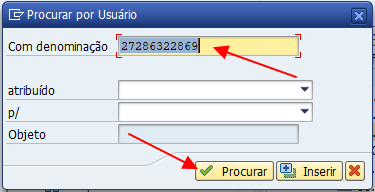 Procurar por Usuário
Com denominação 27286322869
atribuído
p/
Objeto
Procurar Inserir